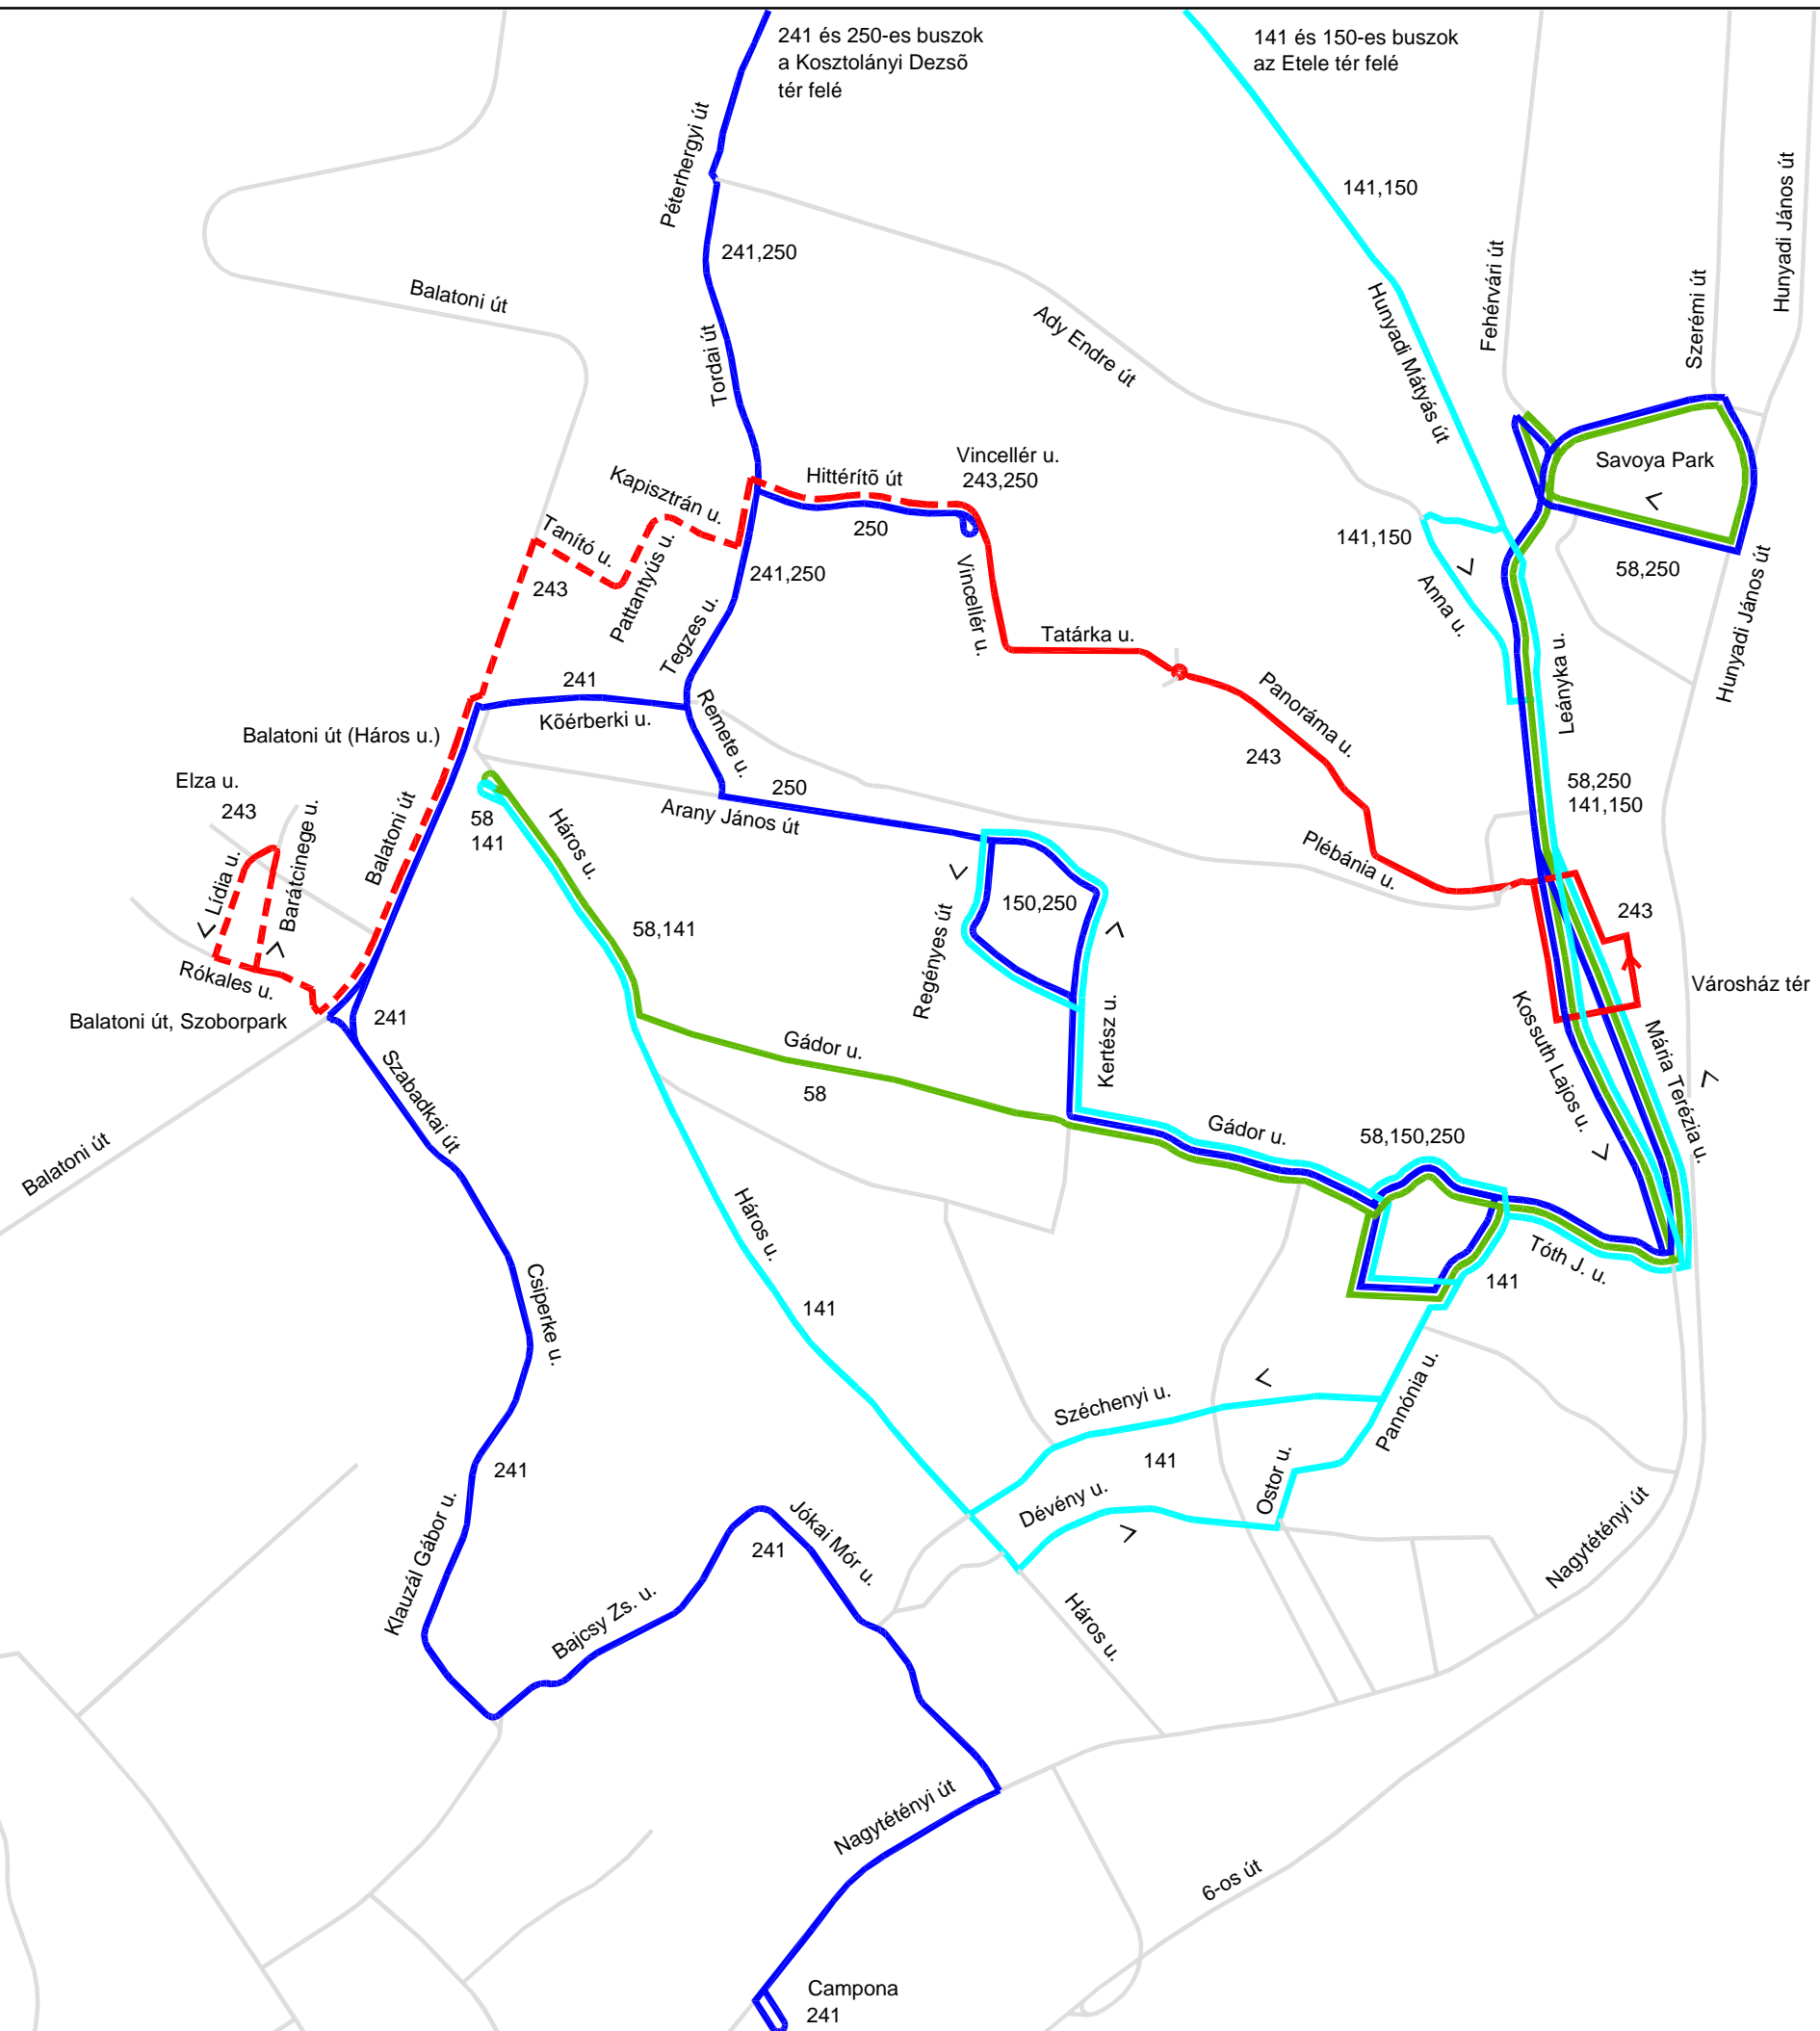 241 és 250-es buszok
a Kosztolányi Dezsõ
tér felé
141 és 150-es buszok
az Etele tér felé
Péterhergyi út
141,150
Hunyadi János út
241,250
Fehérvári út
Szerémi út
Balatoni út
Hunyadi Mátyás út
Ady Endre út
Tordai út
Vincellér u.
243,250
Savoya Park
Kapisztrán u.
Hittérítõ út
Tanító u.
250
141,150
58,250
243
Pattantyús u.
241,250
Vincellér u.
Anna u.
Hunyadi János út
Tegzes u.
Tatárka u.
Leányka u.
241
Kõérberki u.
Remete u.
Panoráma u.
Balatoni út (Háros u.)
243
Elza u.
243
250
58,250
141,150
Balatoni út
58
141
Háros u.
Arany János út
Plébánia u.
Lídia u.
Barátcinege u.
150,250
243
58,141
Regényes út
Rókales u.
Városház tér
Balatoni út, Szoborpark
241
Kossuth Lajos u.
Mária Terézia u.
Gádor u.
Kertész u.
58
Szabadkai út
Gádor u.
58,150,250
Balatoni út
Háros u.
Tóth J. u.
141
Csiperke u.
141
Széchenyi u.
Pannónia u.
141
241
Ostor u.
Dévény u.
Klauzál Gábor u.
Jókai Mór u.
241
Nagytétényi út
Bajcsy Zs. u.
Háros u.
Nagytétényi út
6-os út
Campona
241